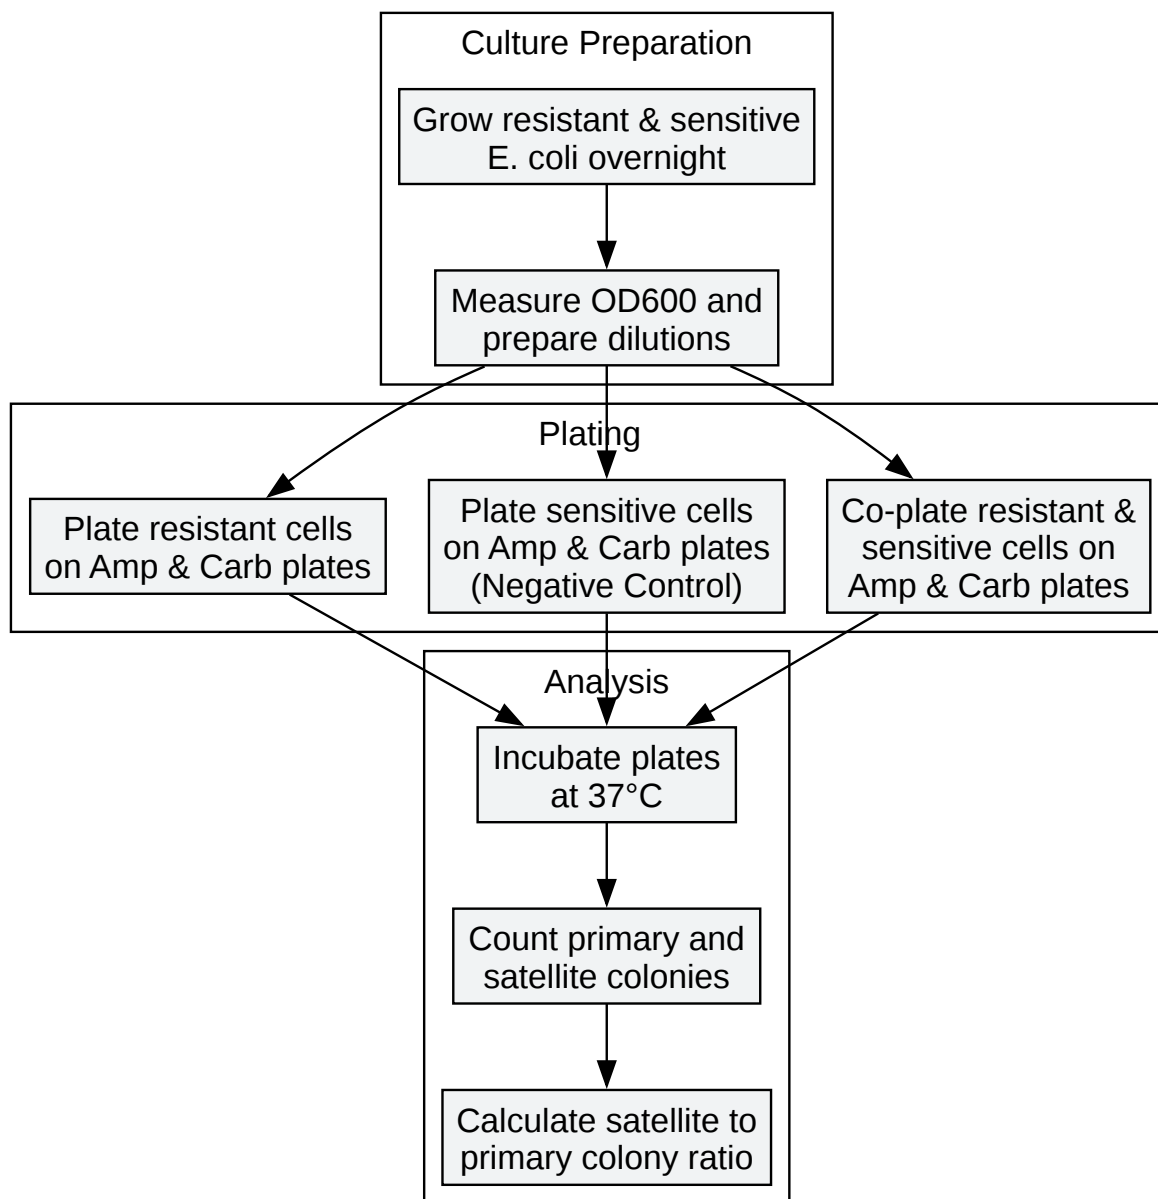 Culture Preparation
Grow resistant & sensitive
E. coli overnight
Measure OD600 and
prepare dilutions
Plating
Plate resistant cells
on Amp & Carb plates
Plate sensitive cells
on Amp & Carb plates
(Negative Control)
Co-plate resistant &
sensitive cells on
Amp & Carb plates
Analysis
Incubate plates
at 37°C
Count primary and
satellite colonies
Calculate satellite to
primary colony ratio